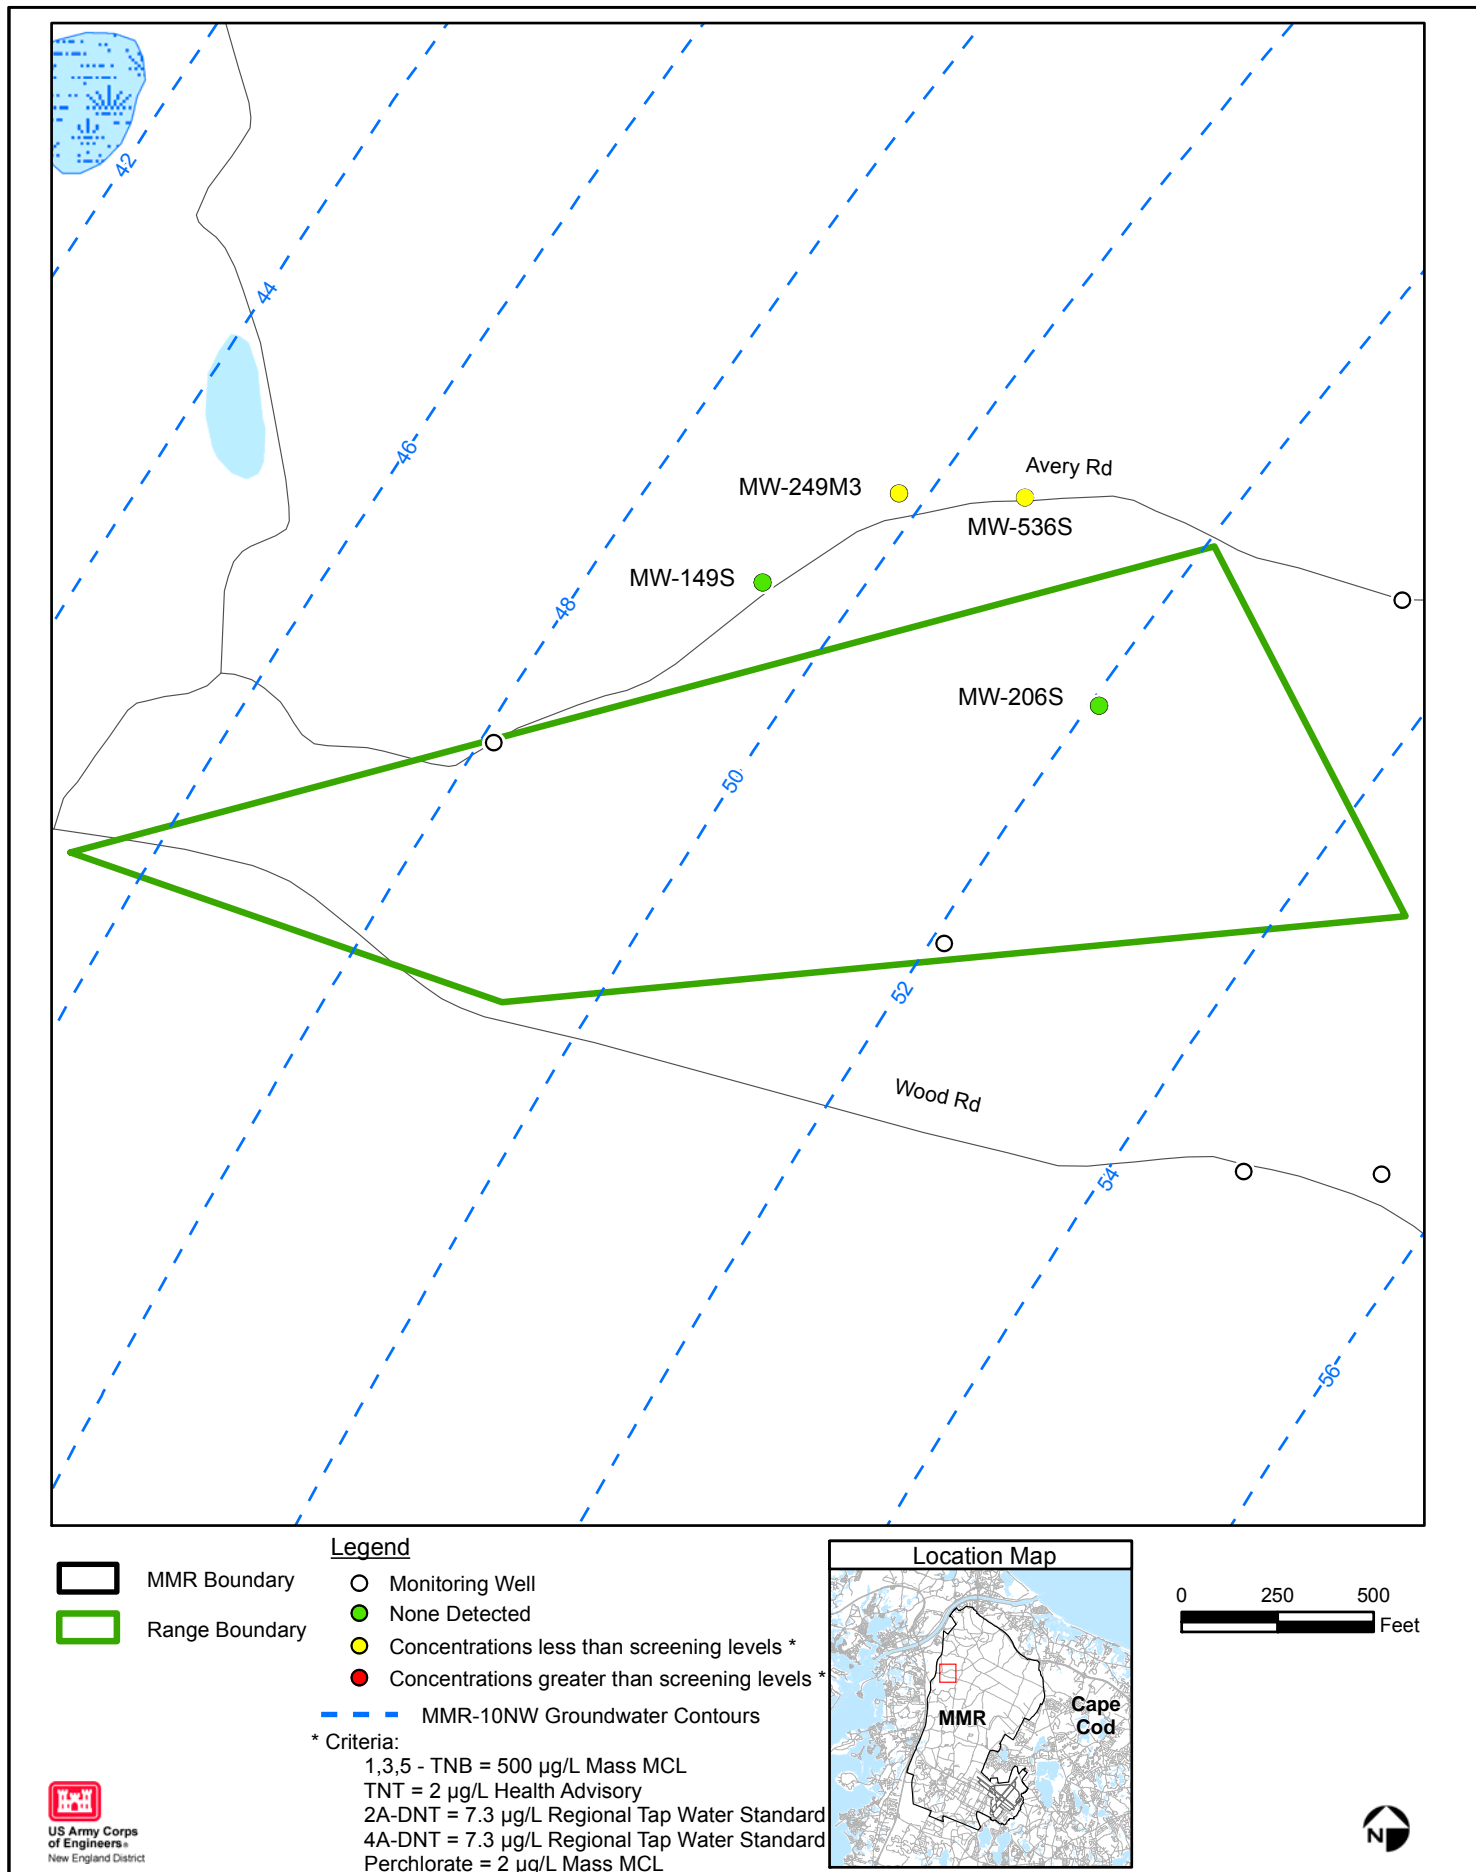 42
44
46
48
50
52
54
56
Avery Rd
MW-249M3
MW-536S
MW-149S
MW-206S
Wood Rd
Legend
MMR Boundary
Range Boundary
Monitoring Well
None Detected
Concentrations less than screening levels *
Concentrations greater than screening levels *
MMR-10NW Groundwater Contours
* Criteria:
1,3,5 - TNB = 500 µg/L Mass MCL
TNT = 2 µg/L Health Advisory
2A-DNT = 7.3 µg/L Regional Tap Water Standard
4A-DNT = 7.3 µg/L Regional Tap Water Standard
Perchlorate = 2 µg/L Mass MCL
Location Map
MMR
Cape
Cod
0 250 500
Feet
US Army Corps
of Engineers®
New England District
N